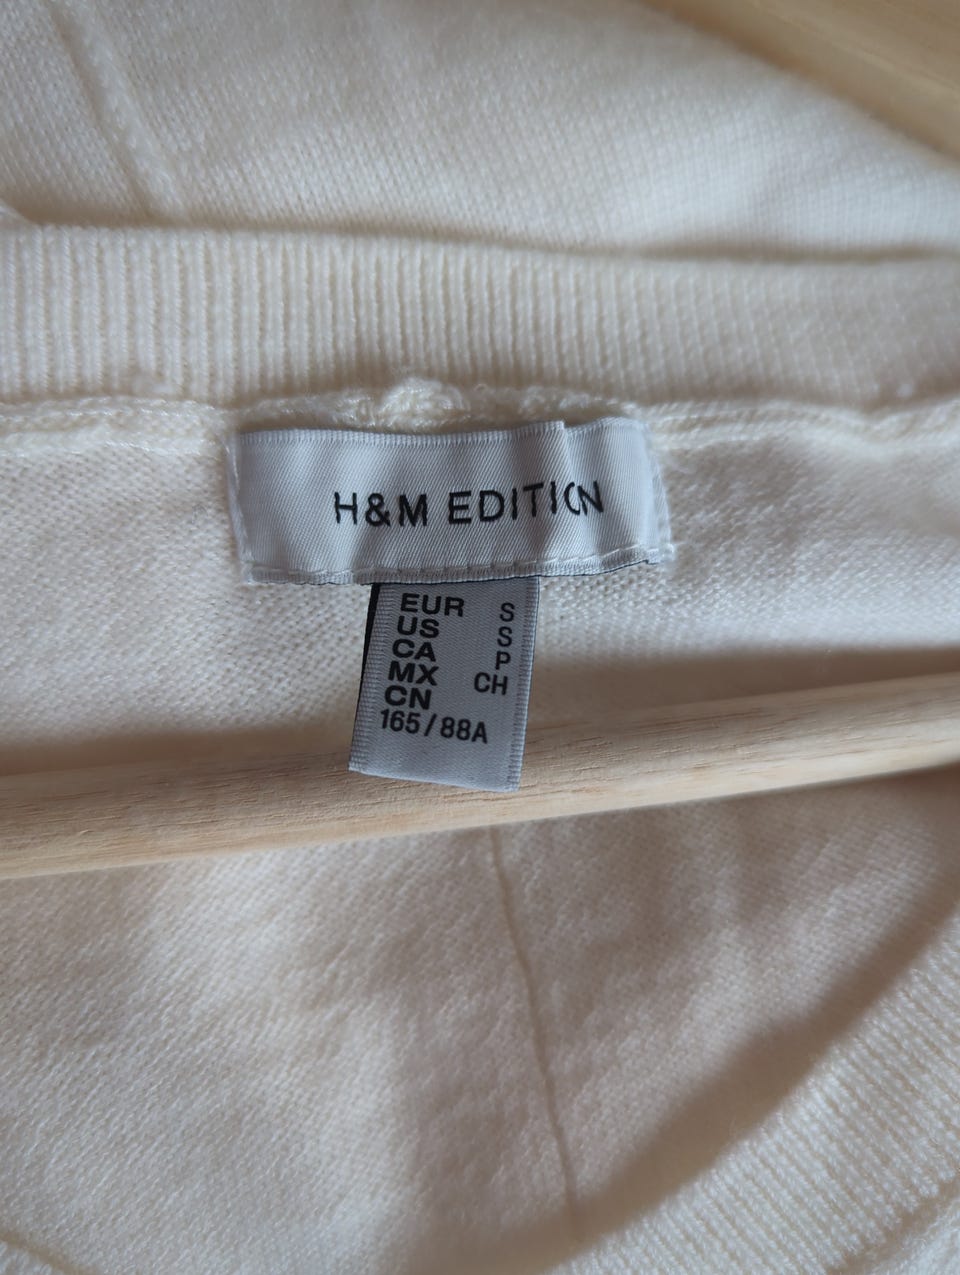 H&M EDITION
EUR S
US S
CA P
MX CH
CN
165/88A